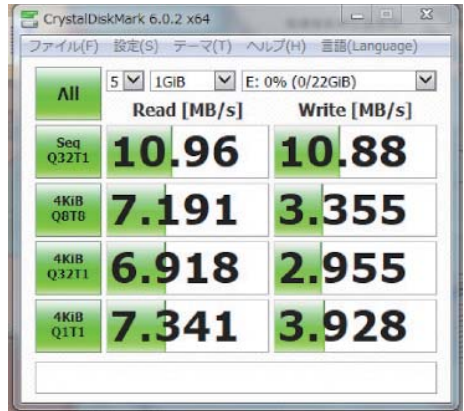 CrystalDiskMark 6.0.2 x64
ファイル(F) 設定(S) テーマ(T) ヘルプ(H) 言語(Language)
All
5 1GiB E: 0% (0/22GiB)
Read [MB/s] Write [MB/s]
Seq
Q32T1
10.96 10.88
4KiB
Q8T8
7.191 3.355
4KiB
Q32T1
6.918 2.955
4KiB
Q1T1
7.341 3.928